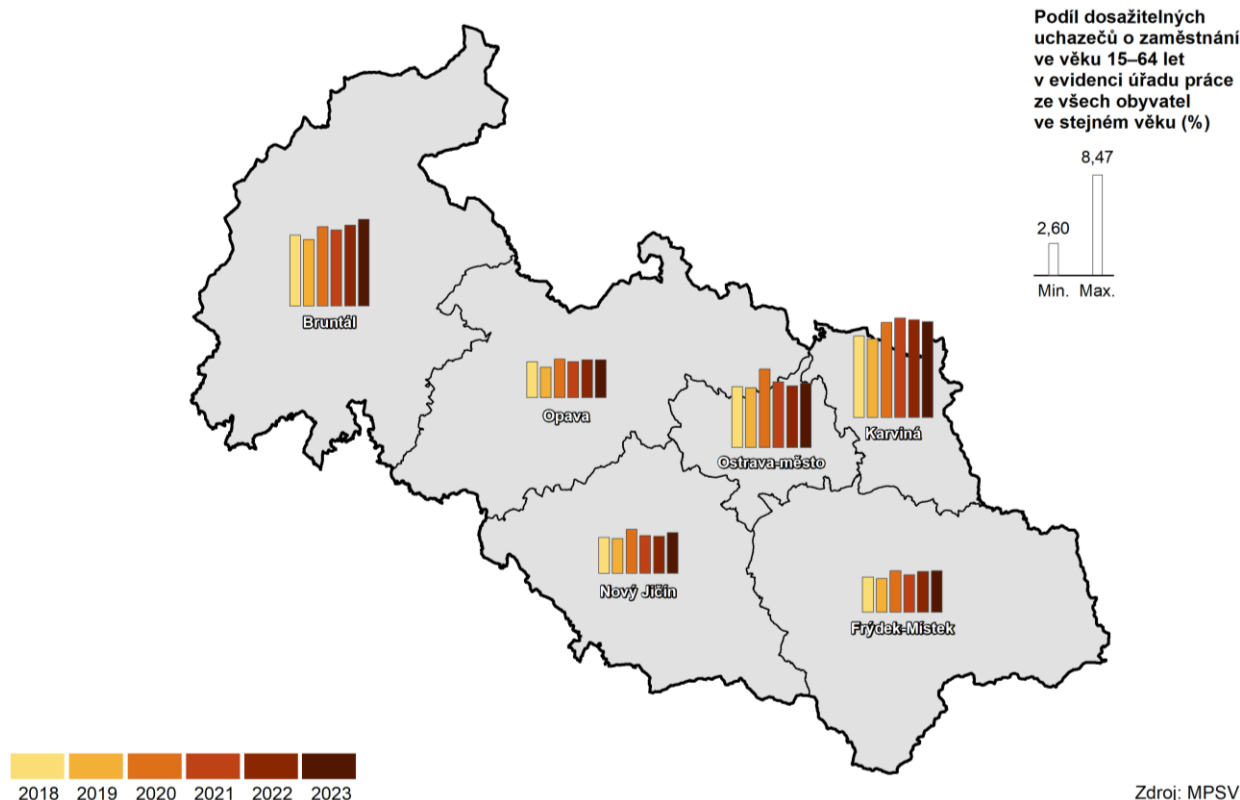 Podíl dosažitelných
uchazečů o zaměstnání
ve věku 15–64 let
v evidenci úřadu práce
ze všech obyvatel
ve stejném věku (%)
8,47
2,60
Min. Max.
Bruntál
Opava
Karviná
Ostrava-město
Nový Jičín
Frýdek-Místek
2018 2019 2020 2021 2022 2023
Zdroj: MPSV